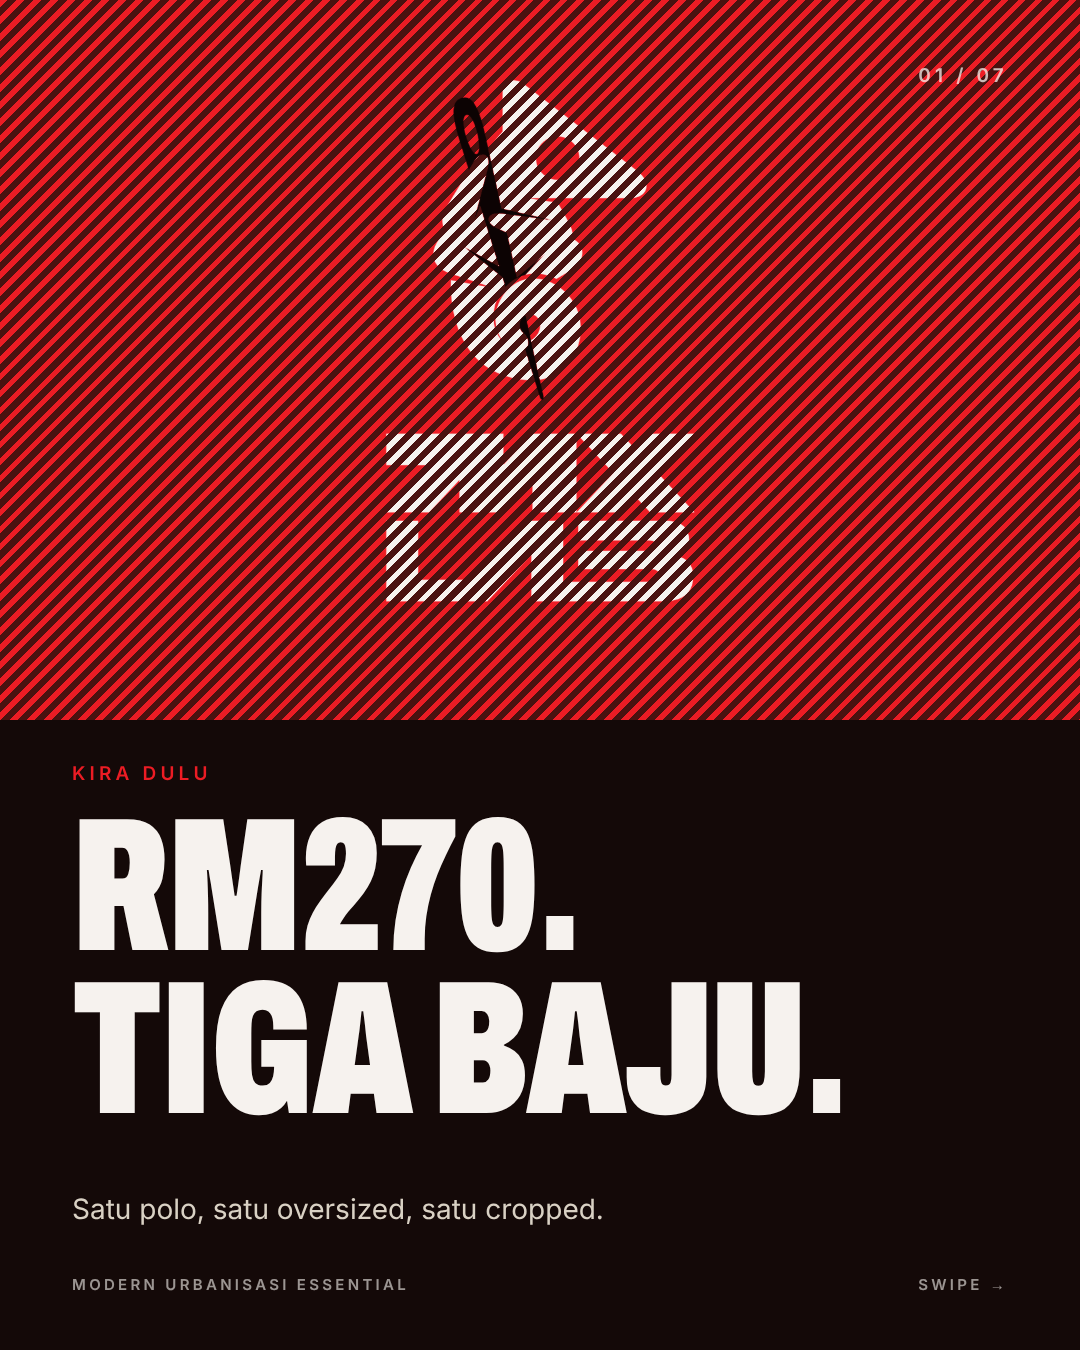 01 / 07
KIRA DULU
RM270.
TIGA BAJU.
Satu polo, satu oversized, satu cropped.
MODERN URBANISASI ESSENTIAL
SWIPE →